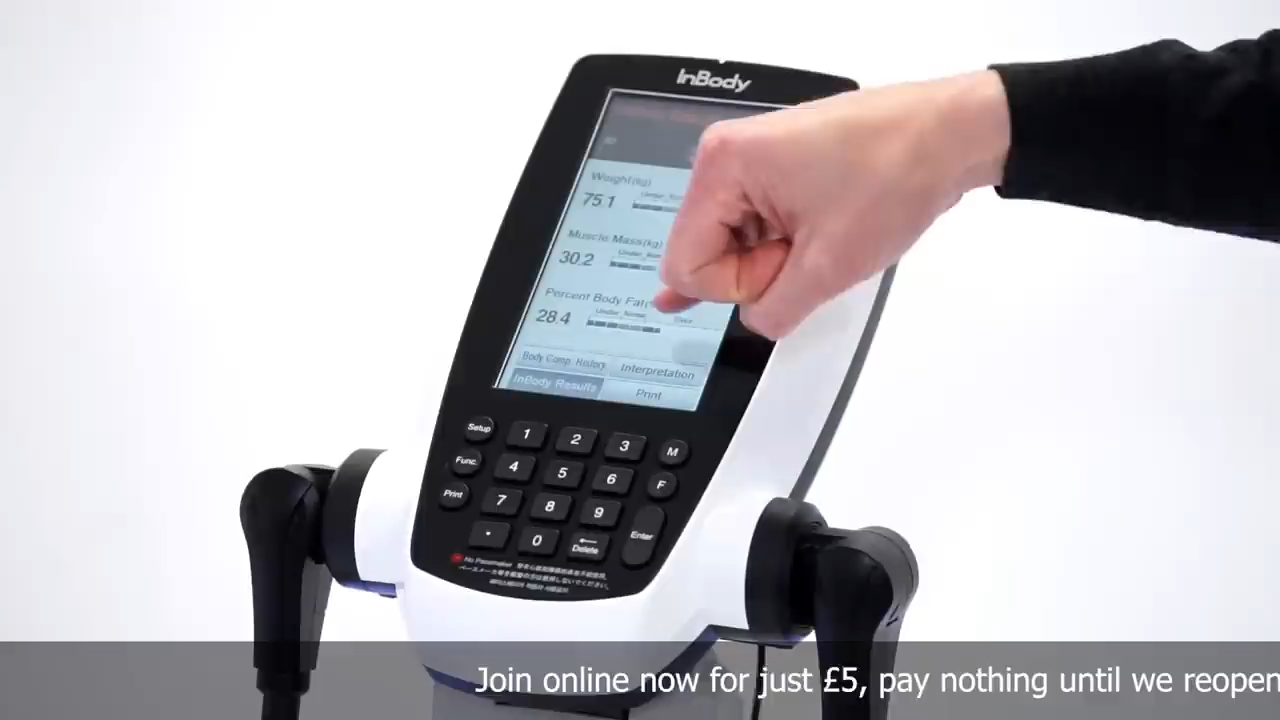 InBody
Weight(kg)
75.1
Muscle Mass(kg)
30.2
Percent Body Fat
28.4
Body Comp. History
Interpretation
InBody Results
Print
Setup 1 2 3 M
Func. 4 5 6 F
Print 7 8 9 Enter
. 0 Delete
No Pacemaker
Join online now for just £5, pay nothing until we reopen